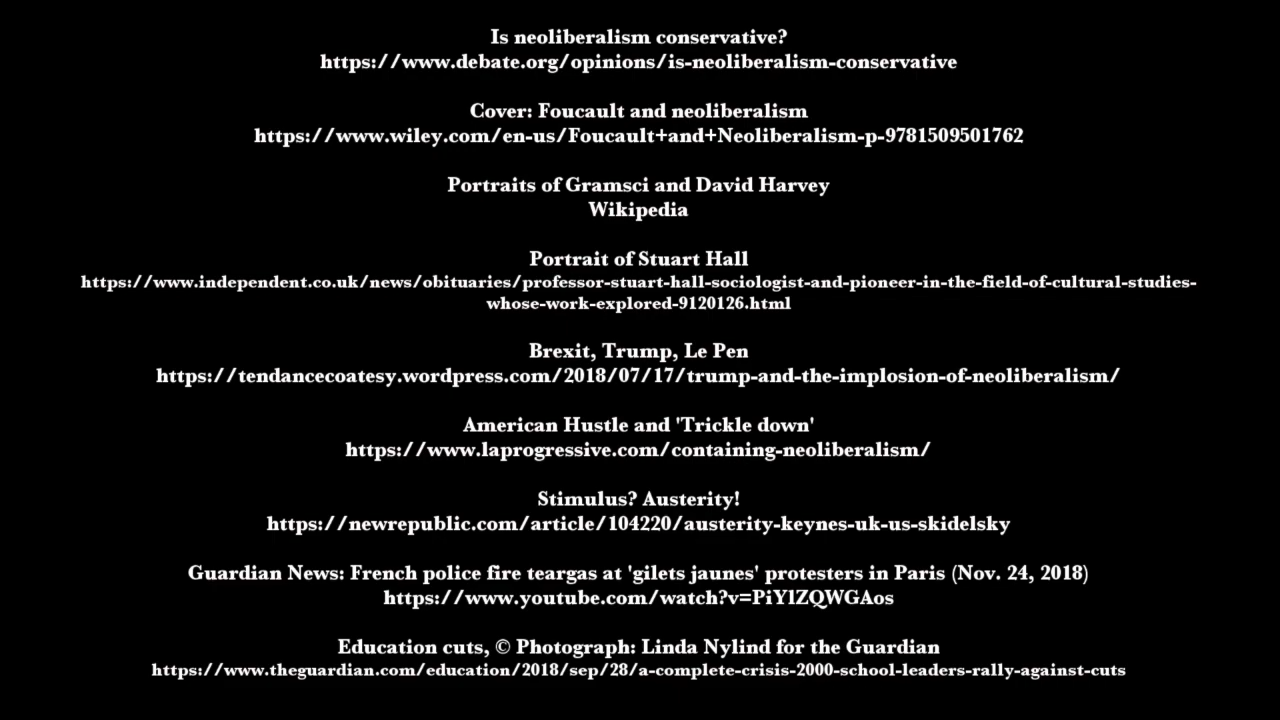 Is neoliberalism conservative?
https://www.debate.org/opinions/is-neoliberalism-conservative
Cover: Foucault and neoliberalism
https://www.wiley.com/en-us/Foucault+and+Neoliberalism-p-9781509501762
Portraits of Gramsci and David Harvey
Wikipedia
Portrait of Stuart Hall
https://www.independent.co.uk/news/obituaries/professor-stuart-hall-sociologist-and-pioneer-in-the-field-of-cultural-studies-
whose-work-explored-9120126.html
Brexit, Trump, Le Pen
https://tendancecoatesy.wordpress.com/2018/07/17/trump-and-the-implosion-of-neoliberalism/
American Hustle and 'Trickle down'
https://www.laprogressive.com/containing-neoliberalism/
Stimulus? Austerity!
https://newrepublic.com/article/104220/austerity-keynes-uk-us-skidelsky
Guardian News: French police fire teargas at 'gilets jaunes' protesters in Paris (Nov. 24, 2018)
https://www.youtube.com/watch?v=PiYlZQWGAos
Education cuts, © Photograph: Linda Nylind for the Guardian
https://www.theguardian.com/education/2018/sep/28/a-complete-crisis-2000-school-leaders-rally-against-cuts